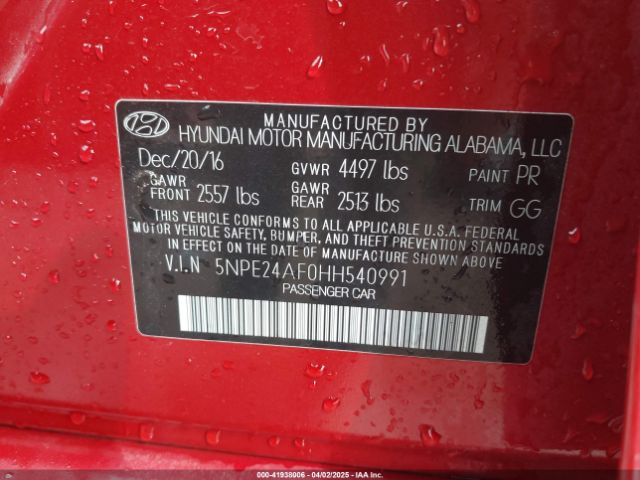 MANUFACTURED BY
HYUNDAI MOTOR MANUFACTURING ALABAMA, LLC
Dec/20/16 GVWR 4497 lbs PAINT PR
GAWR FRONT 2557 lbs GAWR REAR 2513 lbs TRIM GG
THIS VEHICLE CONFORMS TO ALL APPLICABLE U.S.A. FEDERAL
MOTOR VEHICLE SAFETY, BUMPER, AND THEFT PREVENTION STANDARDS
IN EFFECT ON THE DATE OF MANUFACTURE SHOWN ABOVE.
V.I.N 5NPE24AF0HH540991
PASSENGER CAR
000-41938006 - 04/02/2025 - IAAI.COM